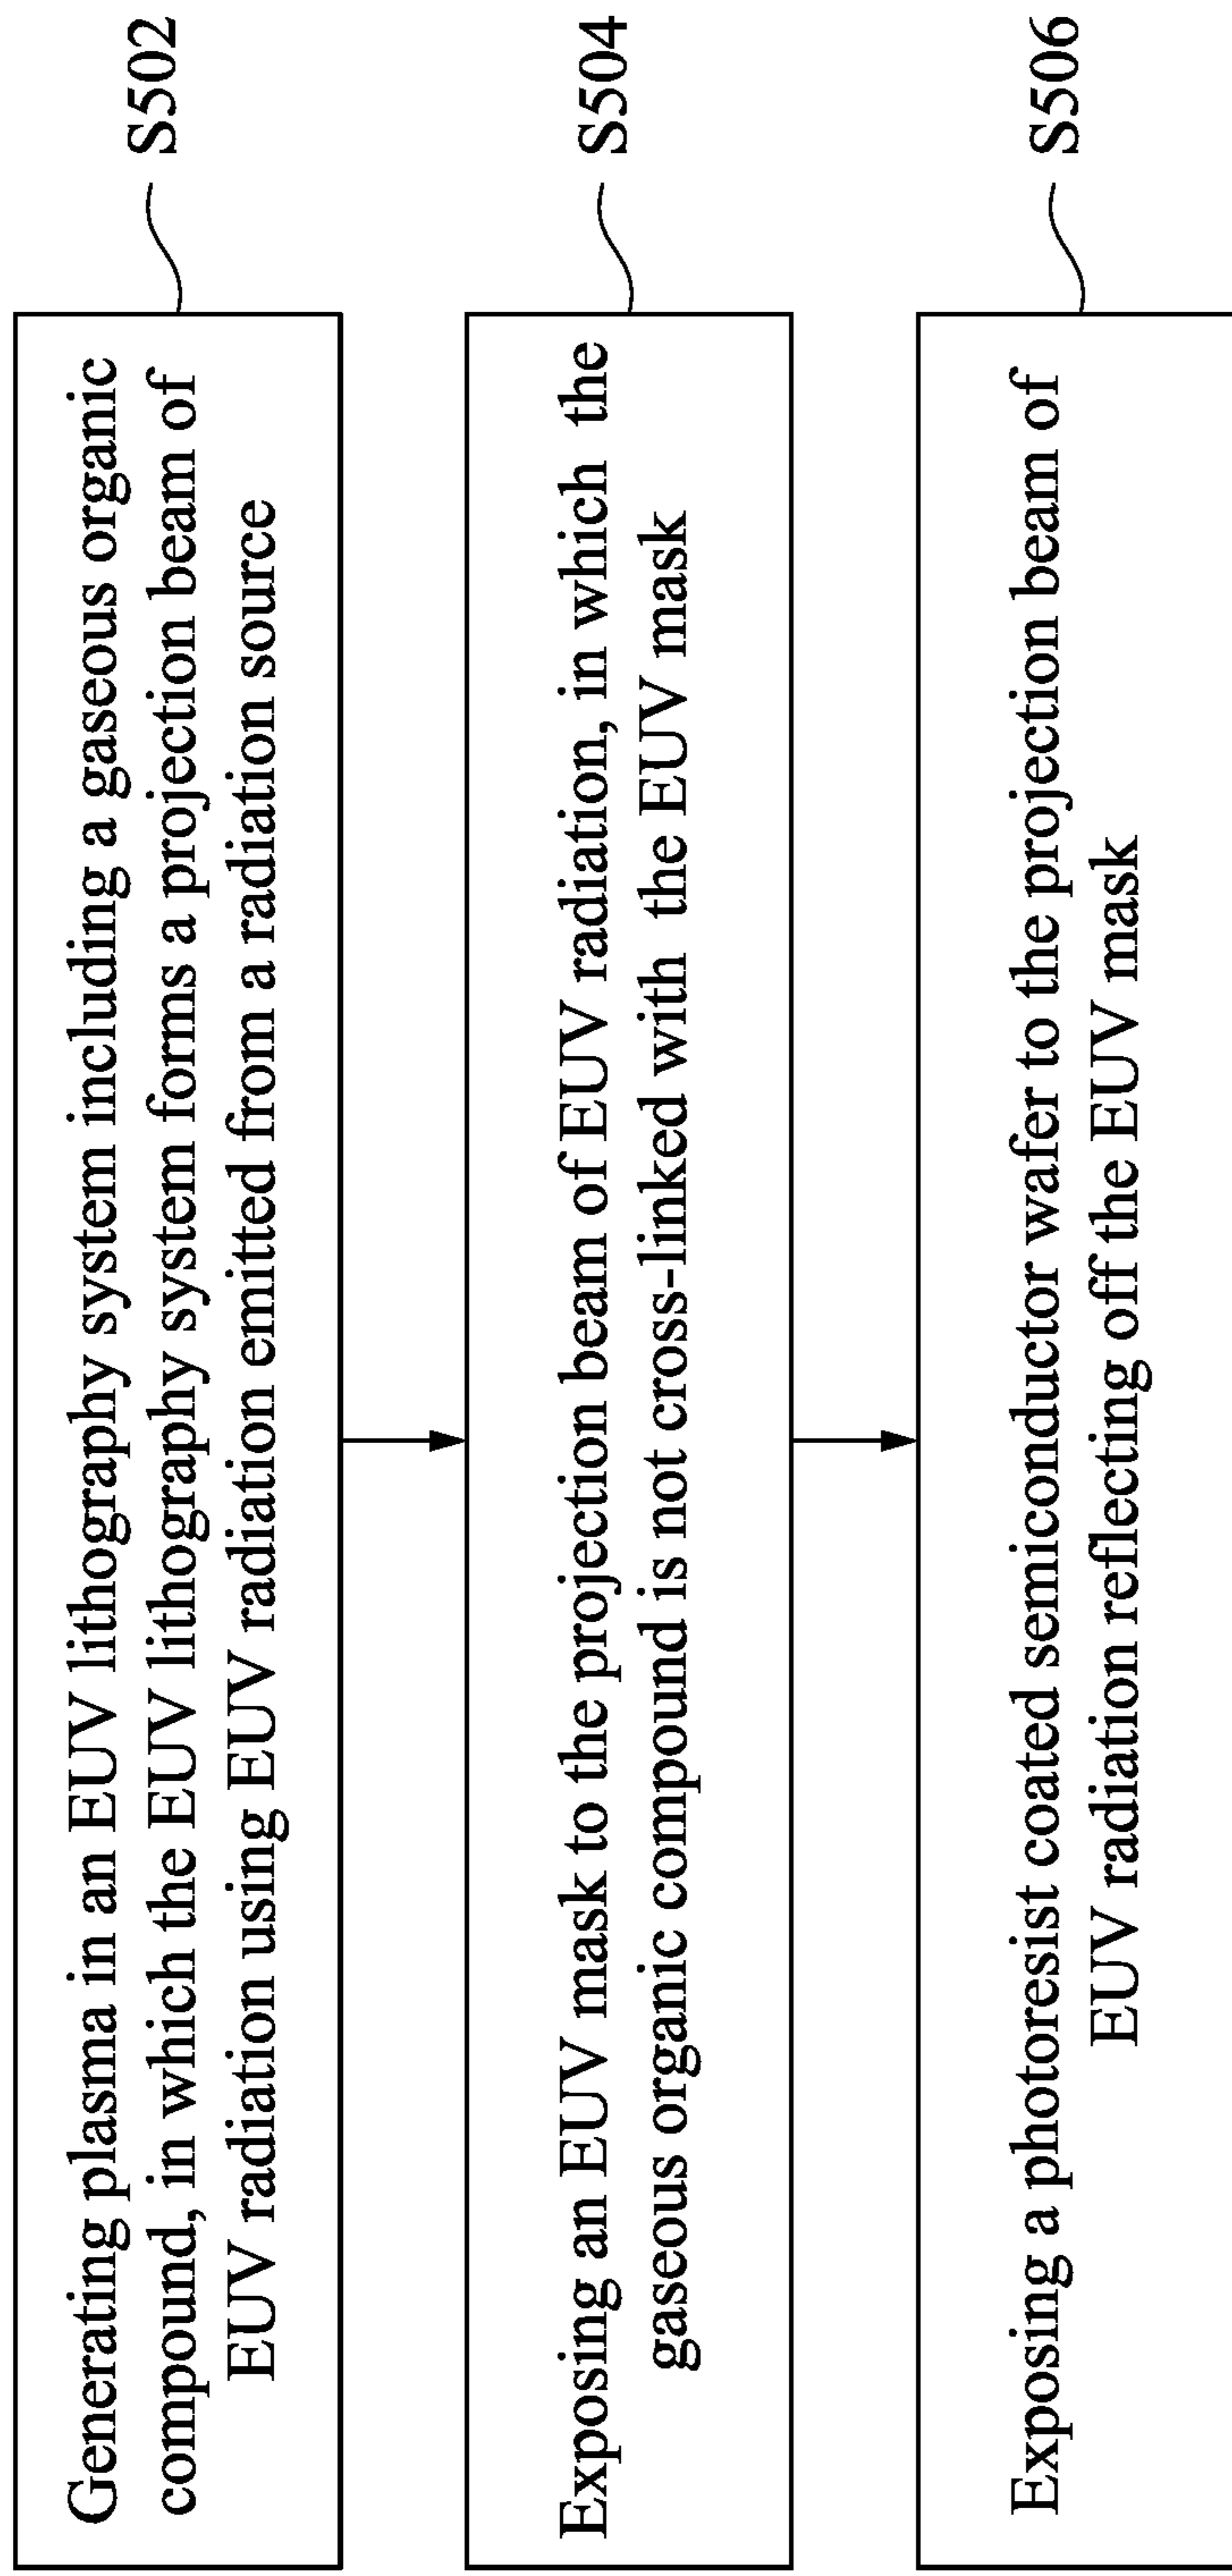 Generating plasma in an EUV lithography system including a gaseous organic
compound, in which the EUV lithography system forms a projection beam of
EUV radiation using EUV radiation emitted from a radiation source
S502
Exposing an EUV mask to the projection beam of EUV radiation, in which the
gaseous organic compound is not cross-linked with the EUV mask
S504
Exposing a photoresist coated semiconductor wafer to the projection beam of
EUV radiation reflecting off the EUV mask
S506